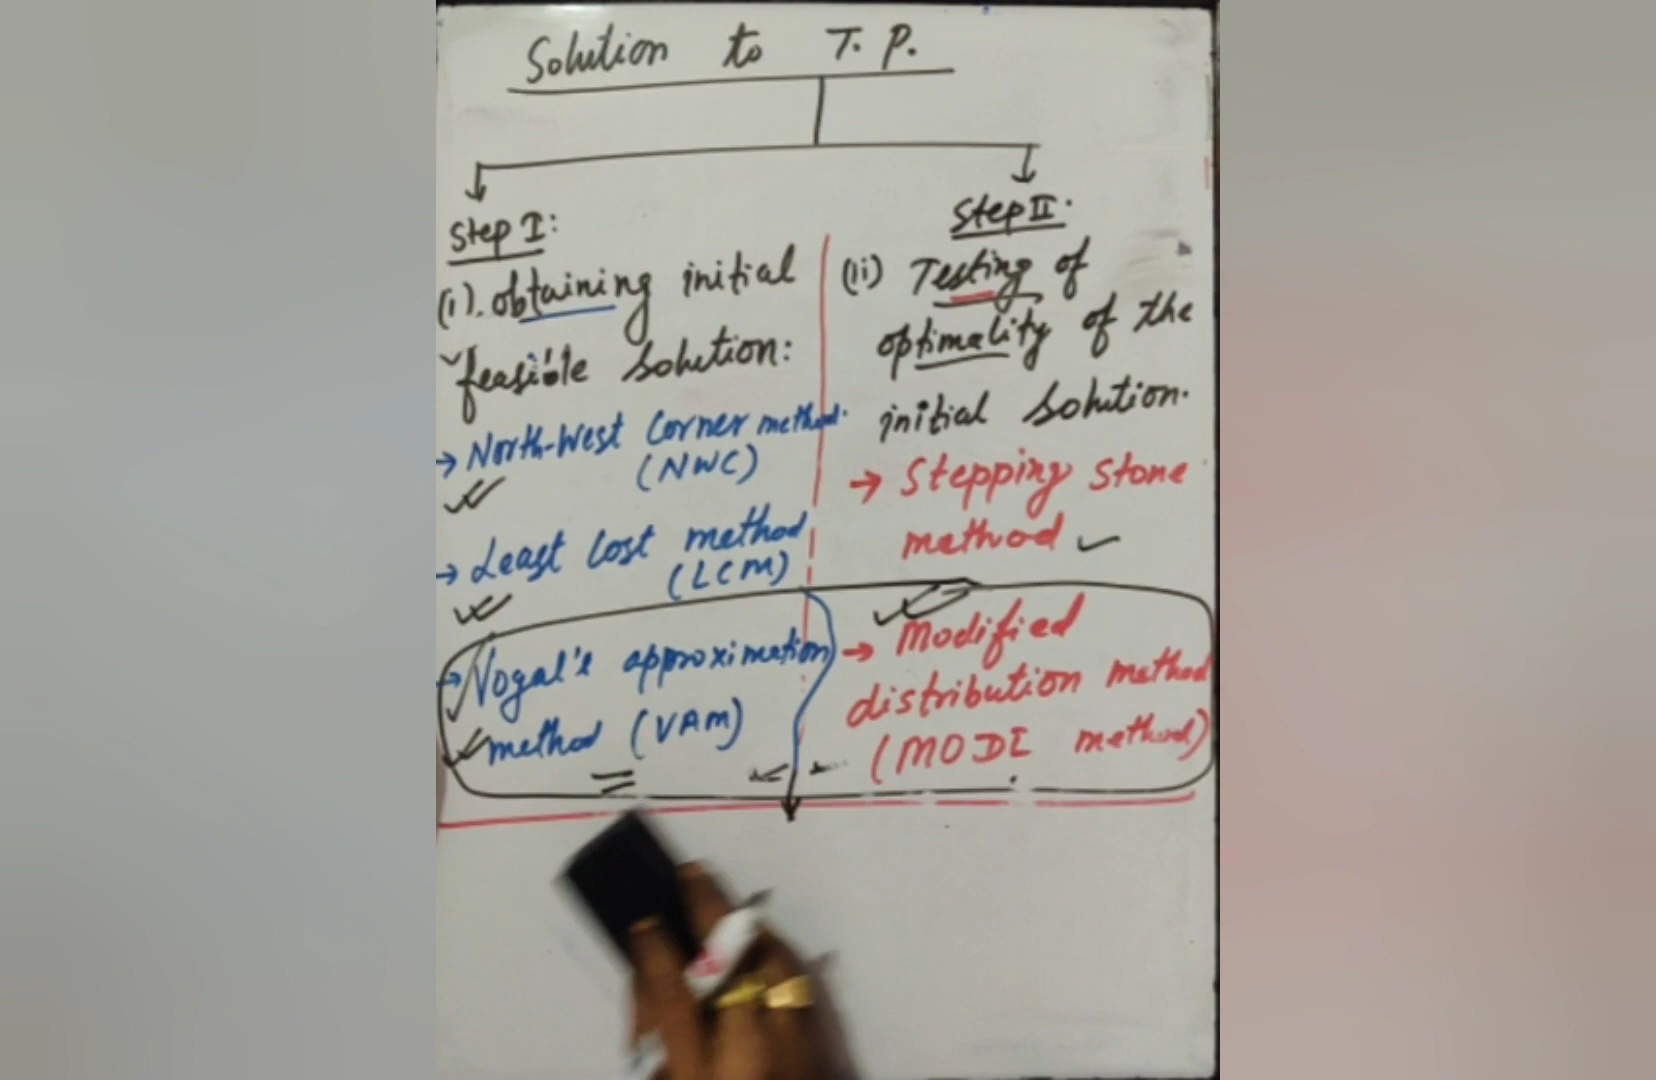 Solution to T. P.
Step I:
(i). obtaining initial
feasible solution:
→ North-West Corner method.
(NWC)
→ Least Cost method
(LCM)
→ Vogal's approximation
method (VAM)
Step II.
(ii) Testing of
optimality of the
initial solution.
→ Stepping Stone
method
→ Modified
distribution method
(MODI method)